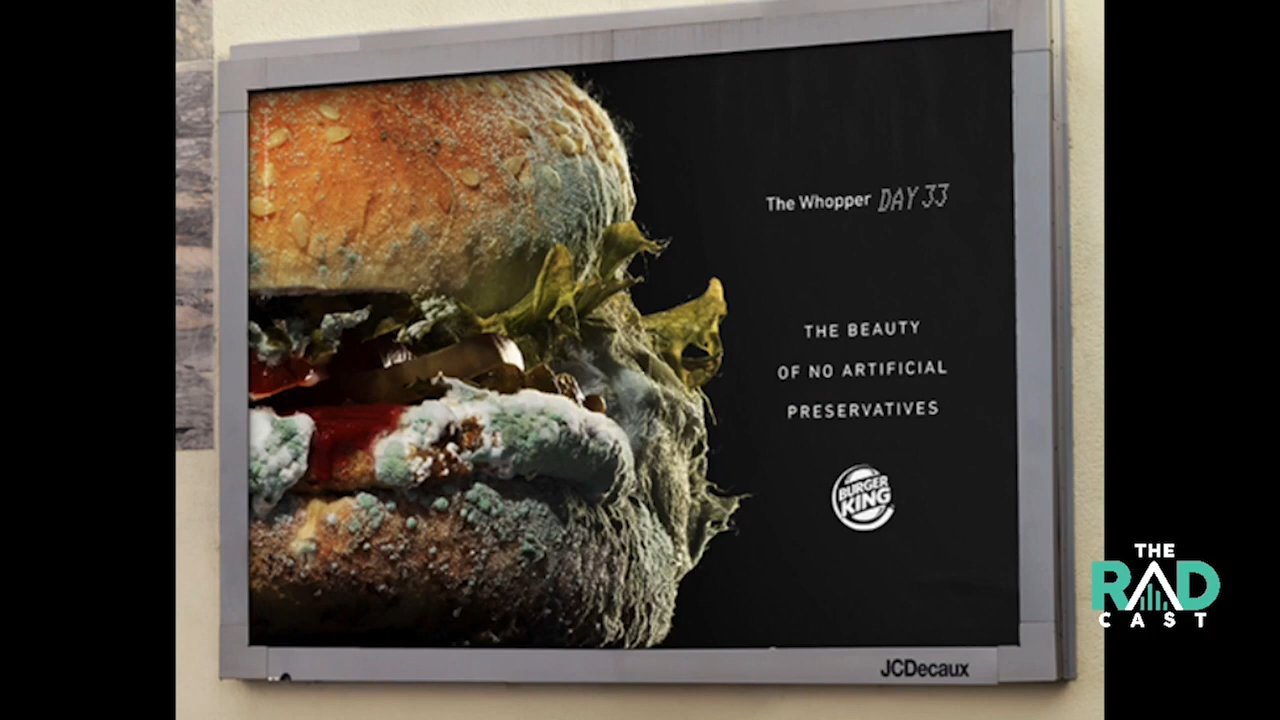 The Whopper DAY 33
THE BEAUTY
OF NO ARTIFICIAL
PRESERVATIVES
BURGER
KING
JCDecaux
THE
RAD
CAST